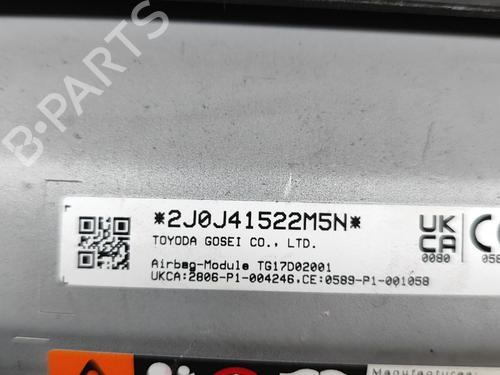 B-PARTS
*2J0J41522M5N*
TOYODA GOSEI CO., LTD.
Airbag-Module TG17D02001
UKCA:2806-P1-004246,CE:0589-P1-001058
UK
CA
0080
Manufacturer: